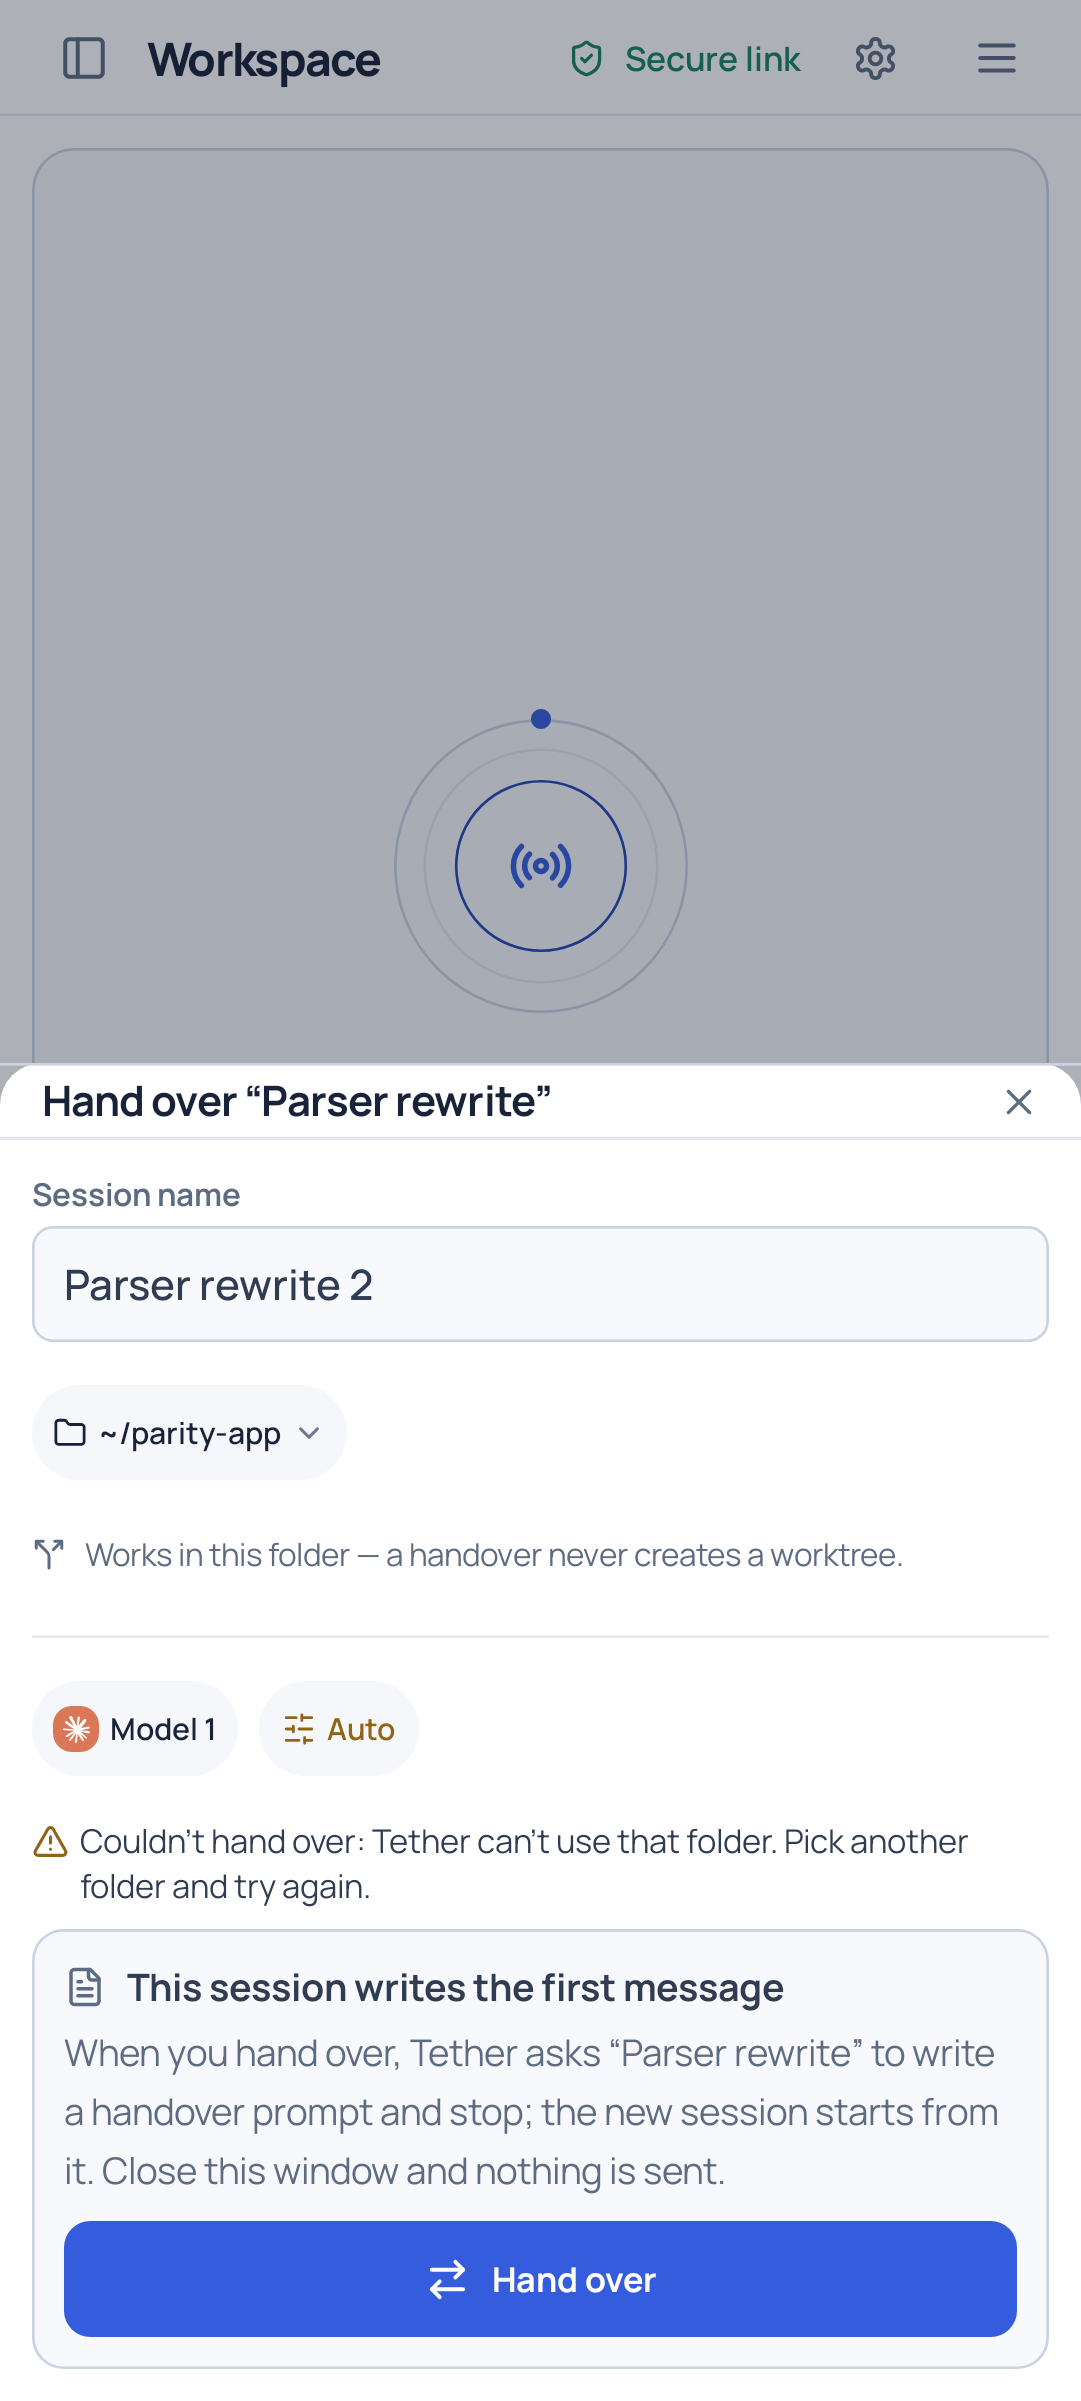 Workspace
Secure link
Hand over “Parser rewrite”
Session name
Parser rewrite 2
~/parity-app
Works in this folder — a handover never creates a worktree.
Model 1
Auto
Couldn’t hand over: Tether can’t use that folder. Pick another
folder and try again.
This session writes the first message
When you hand over, Tether asks “Parser rewrite” to write
a handover prompt and stop; the new session starts from
it. Close this window and nothing is sent.
Hand over